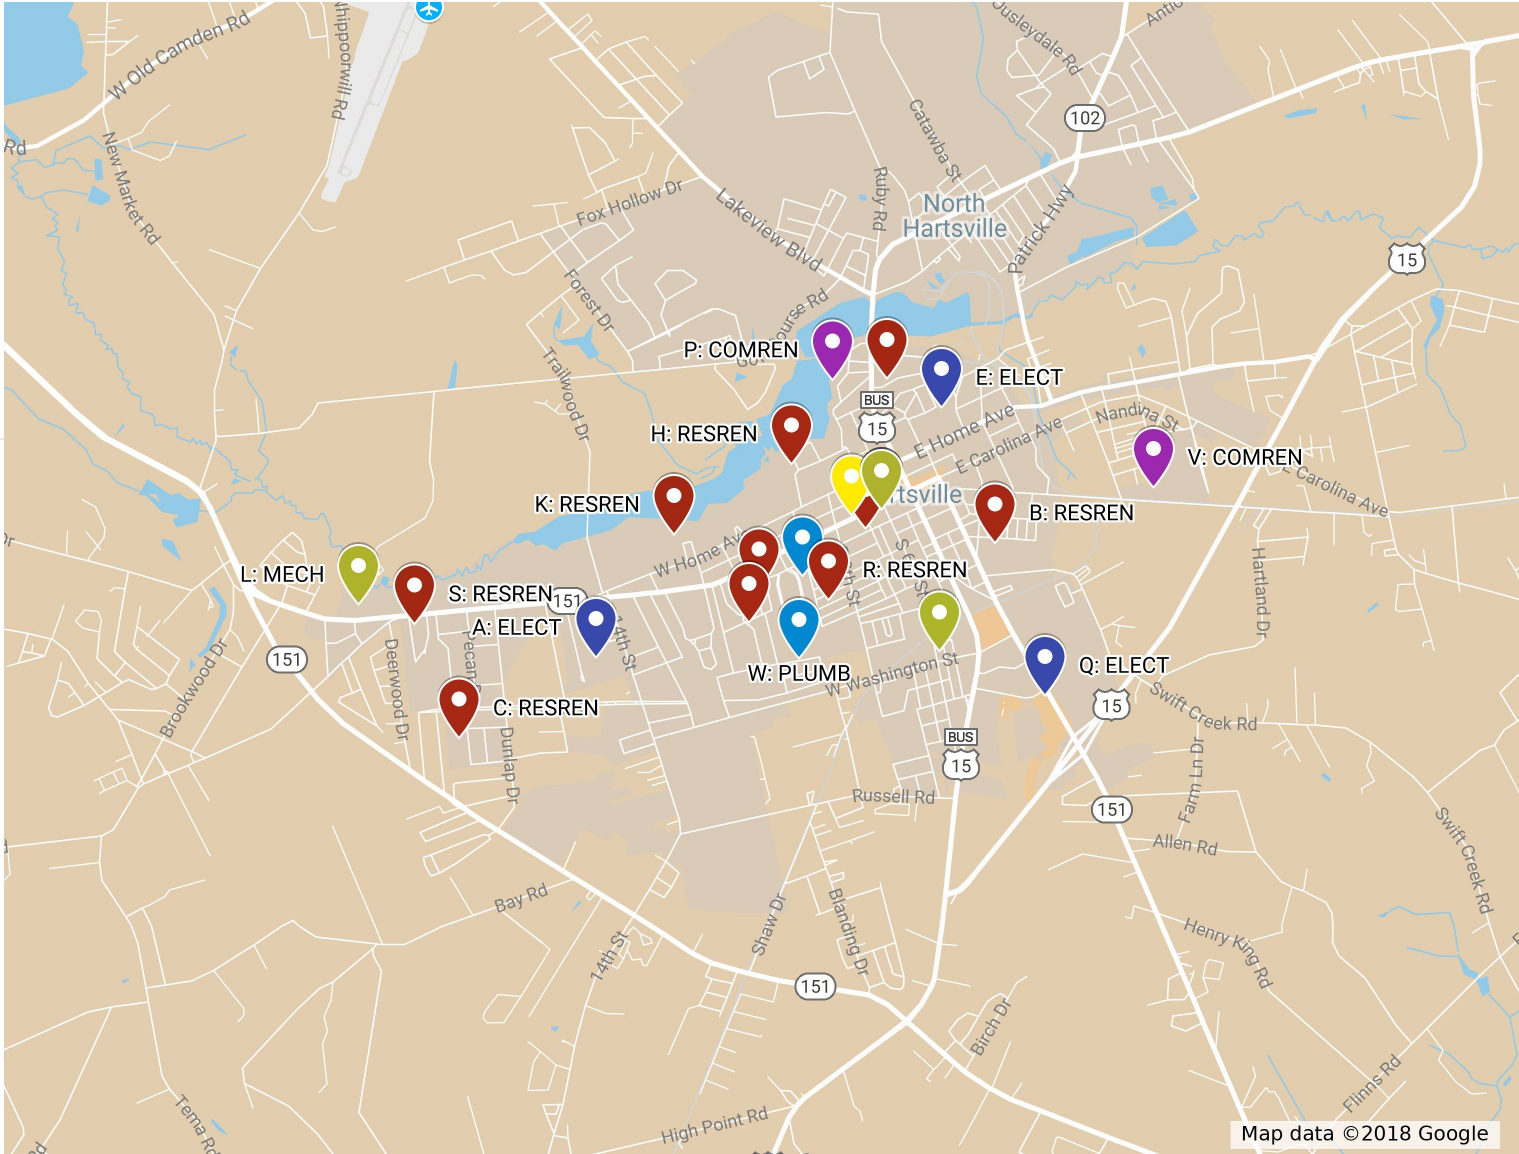 W Old Camden Rd
Whippoorwill Rd
Ousleydale Rd
Rd
New Market Rd
Catawba St
102
Fox Hollow Dr
Ruby Rd
Lakeview Blvd
North
Hartsville
Patrick Hwy
15
Forest Dr
P: COMREN
Trailwood Dr
E: ELECT
BUS
15
H: RESREN
E Home Ave
E Carolina Ave
Nandina St
V: COMREN
E Carolina Ave
K: RESREN
rtsville
B: RESREN
W Home Ave
L: MECH
S: RESREN
151
R: RESREN
S 6th St
Hartland Dr
A: ELECT
14th St
151
Deerwood Dr
Brookwood Dr
W: PLUMB
W Washington St
Q: ELECT
15
Swift Creek Rd
C: RESREN
Dunlap Dr
BUS
15
Farm Ln Dr
Russell Rd
151
Allen Rd
Swift Creek Rd
Bay Rd
Shaw Dr
Blanding Dr
14th St
Henry King Rd
151
Birch Dr
Flinns Rd
Tema Rd
High Point Rd
Map data ©2018 Google